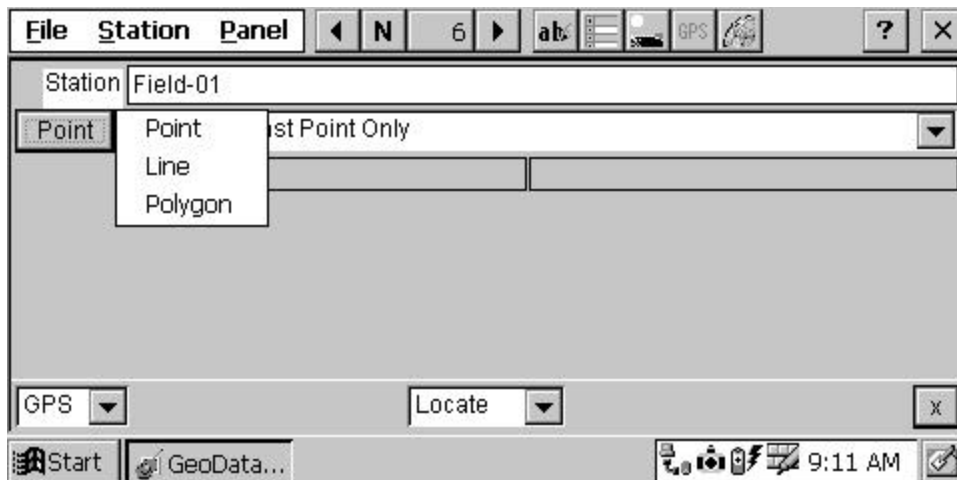 File Station Panel N 6 ab GPS ? X
Station Field-01
Point Point st Point Only
Line
Polygon
GPS Locate x
Start GeoData... 9:11 AM